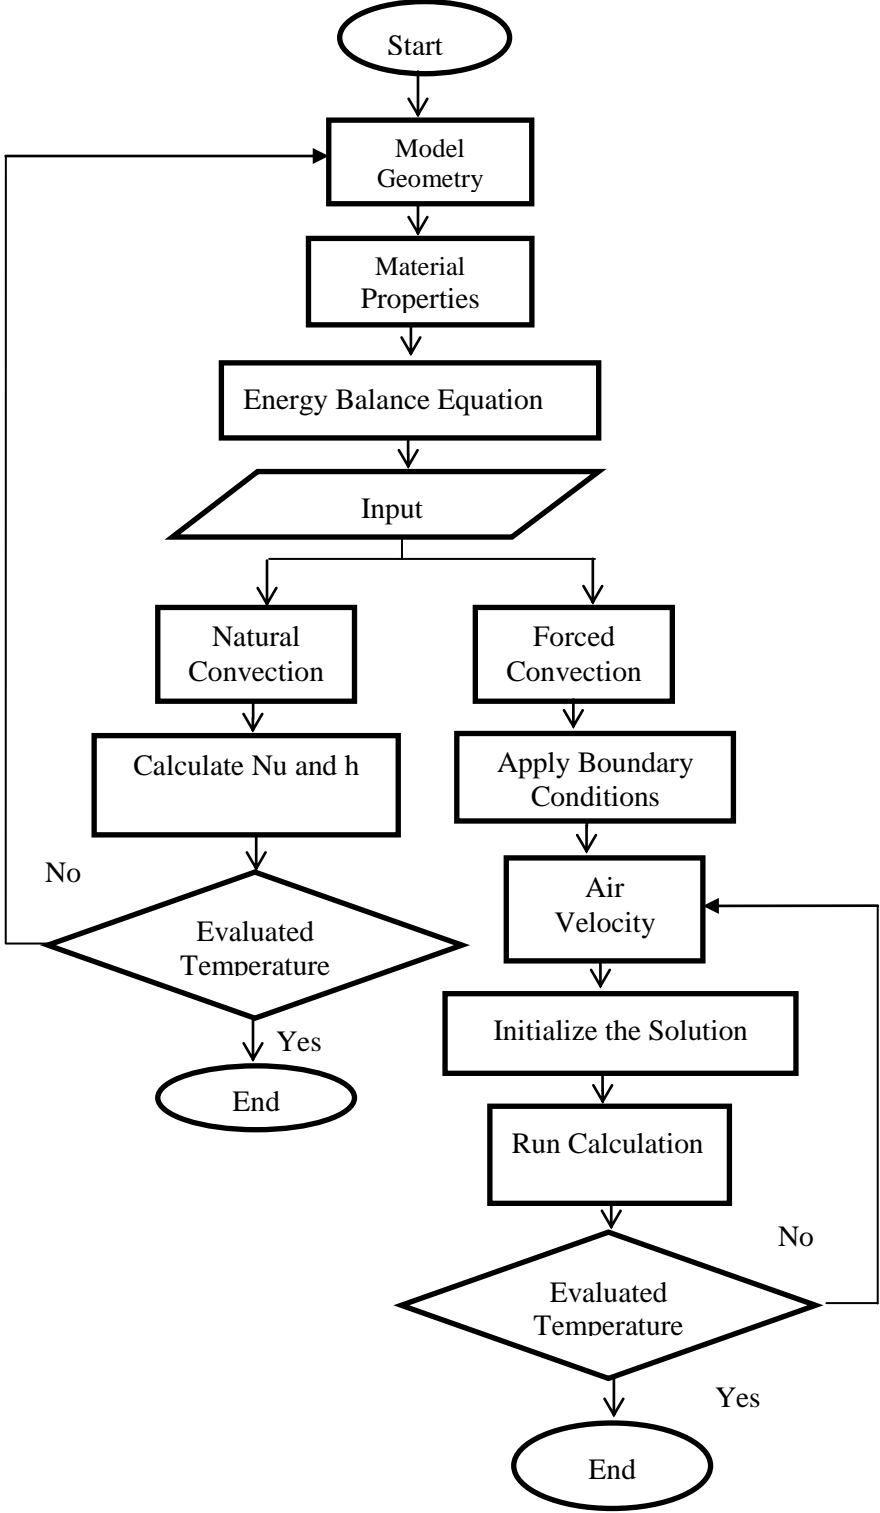 Start
Model
Geometry
Material
Properties
Energy Balance Equation
Input
Natural
Convection
Forced
Convection
Calculate Nu and h
Apply Boundary
Conditions
No
Evaluated
Temperature
Air
Velocity
Yes
End
Initialize the Solution
Run Calculation
No
Evaluated
Temperature
Yes
End